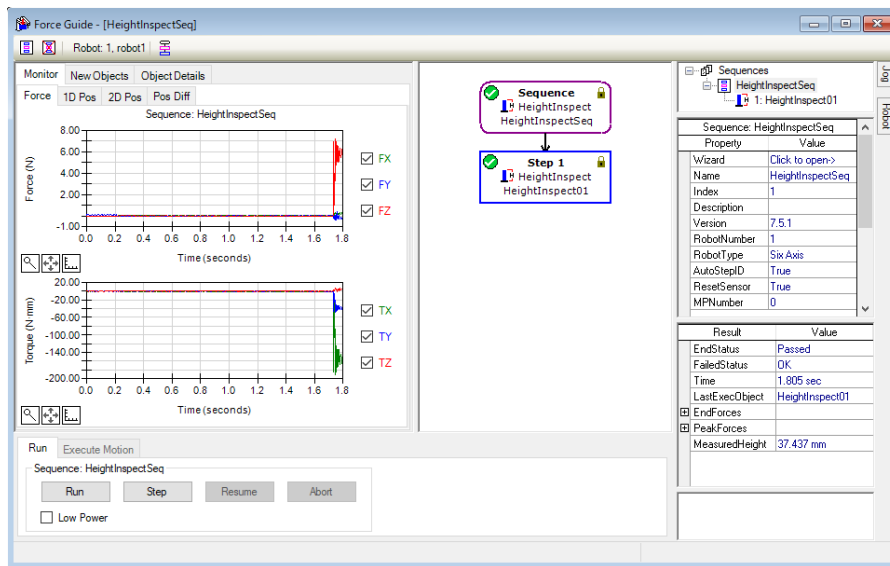 Force Guide - [HeightInspectSeq]
Robot: 1, robot1
Monitor New Objects Object Details
Force 1D Pos 2D Pos Pos Diff
Sequence: HeightInspectSeq
Force (N)
8.00
6.00
4.00
2.00
-1.00
0.0 0.2 0.4 0.6 0.8 1.0 1.2 1.4 1.6 1.8
Time (seconds)
FX
FY
FZ
Torque (N mm)
20.00
-20.00
-60.00
-100.00
-140.00
-200.00
0.0 0.2 0.4 0.6 0.8 1.0 1.2 1.4 1.6 1.8
Time (seconds)
TX
TY
TZ
Run Execute Motion
Sequence: HeightInspectSeq
Run Step Resume Abort
Low Power
Sequence
HeightInspect
HeightInspectSeq
Step 1
HeightInspect
HeightInspect01
Sequences
HeightInspectSeq
1: HeightInspect01
Jog
Robot
Sequence: HeightInspectSeq
Property Value
Wizard Click to open->
Name HeightInspectSeq
Index 1
Description
Version 7.5.1
RobotNumber 1
RobotType Six Axis
AutoStepID True
ResetSensor True
MPNumber 0
Result Value
EndStatus Passed
FailedStatus OK
Time 1.805 sec
LastExecObject HeightInspect01
EndForces
PeakForces
MeasuredHeight 37.437 mm